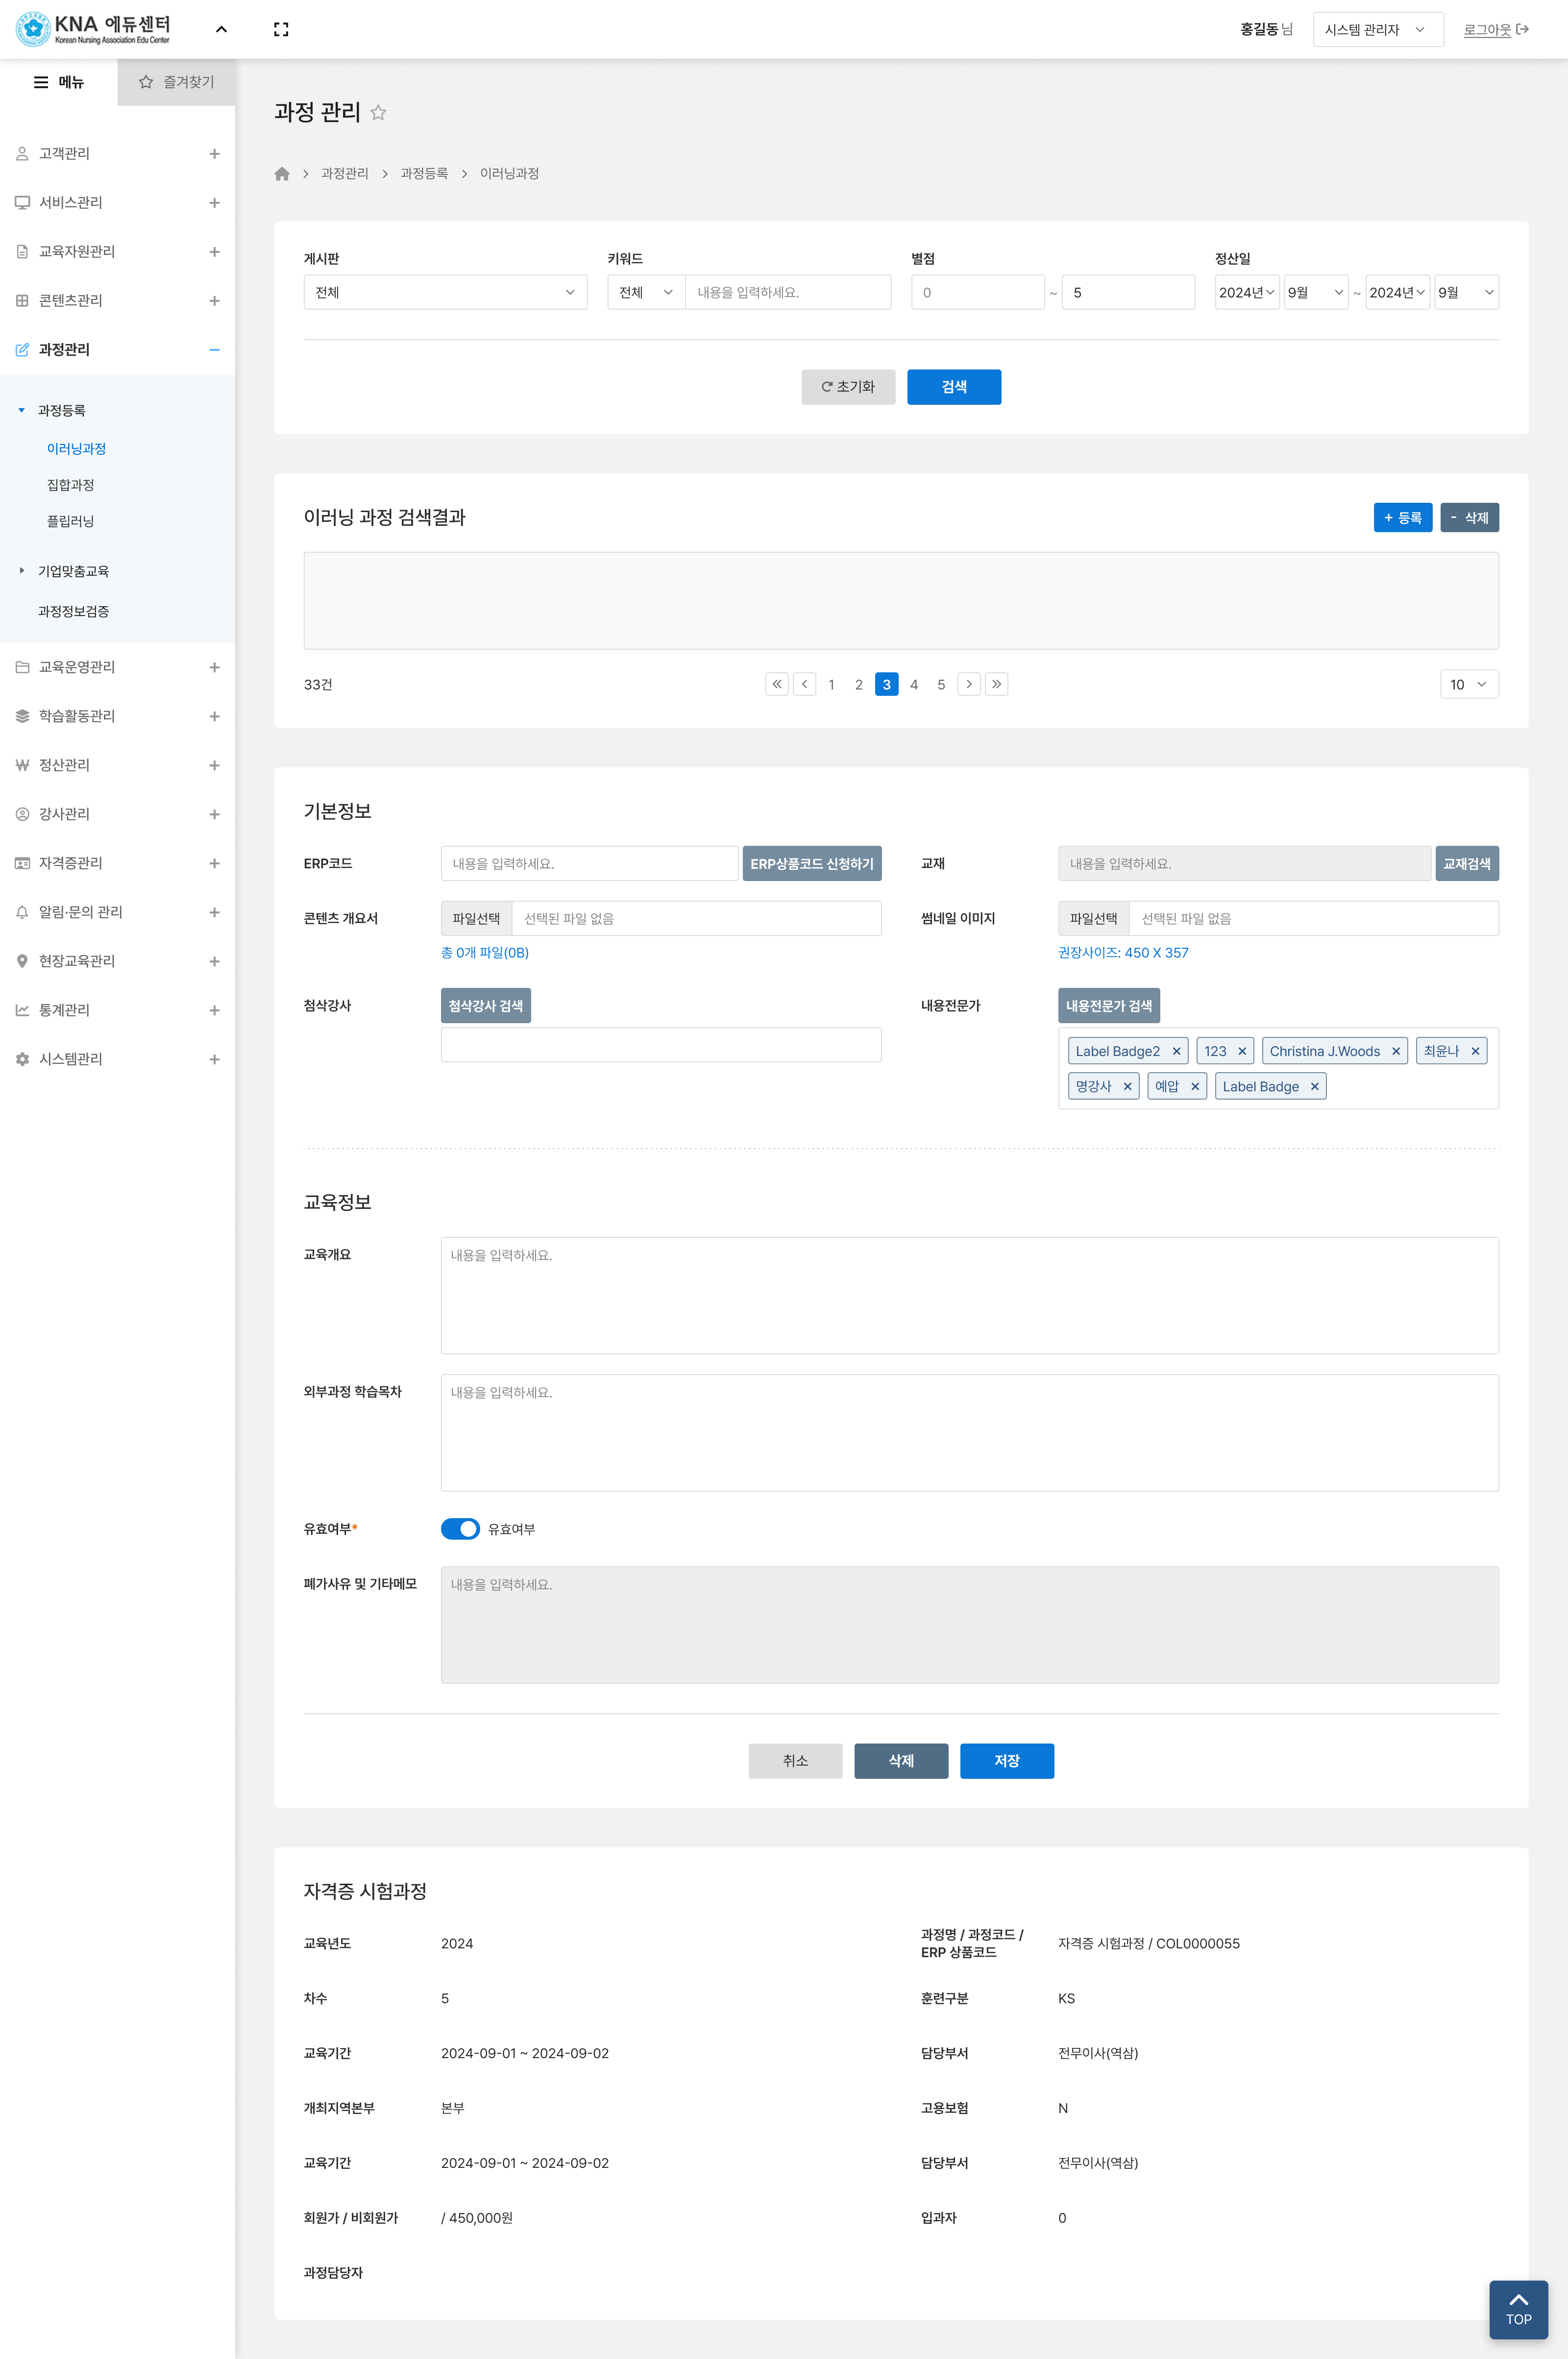 KNA 에듀센터
Korean Nursing Association Edu Center
홍길동 님
시스템 관리자
로그아웃
메뉴
즐겨찾기
고객관리
서비스관리
교육자원관리
콘텐츠관리
과정관리
과정등록
이러닝과정
집합과정
플립러닝
기업맞춤교육
과정정보검증
교육운영관리
학습활동관리
정산관리
강사관리
자격증관리
알림·문의 관리
현장교육관리
통계관리
시스템관리
과정 관리
과정관리 > 과정등록 > 이러닝과정
게시판 키워드 별점 정산일
전체 전체 내용을 입력하세요. 0 ~ 5 2024년 9월 ~ 2024년 9월
초기화 검색
이러닝 과정 검색결과
+ 등록 - 삭제
33건 1 2 3 4 5 10
기본정보
ERP코드 내용을 입력하세요. ERP상품코드 신청하기 교재 내용을 입력하세요. 교재검색
콘텐츠 개요서 파일선택 선택된 파일 없음 썸네일 이미지 파일선택 선택된 파일 없음
총 0개 파일(0B) 권장사이즈: 450 X 357
첨삭강사 첨삭강사 검색 내용전문가 내용전문가 검색
Label Badge2 × 123 × Christina J.Woods × 최윤나 ×
명강사 × 예압 × Label Badge ×
교육정보
교육개요 내용을 입력하세요.
외부과정 학습목차 내용을 입력하세요.
유효여부* 유효여부
폐가사유 및 기타메모 내용을 입력하세요.
취소 삭제 저장
자격증 시험과정
교육년도 2024 과정명 / 과정코드 /
ERP 상품코드 자격증 시험과정 / COL0000055
차수 5 훈련구분 KS
교육기간 2024-09-01 ~ 2024-09-02 담당부서 전무이사(역삼)
개최지역본부 본부 고용보험 N
교육기간 2024-09-01 ~ 2024-09-02 담당부서 전무이사(역삼)
회원가 / 비회원가 / 450,000원 입과자 0
과정담당자
TOP